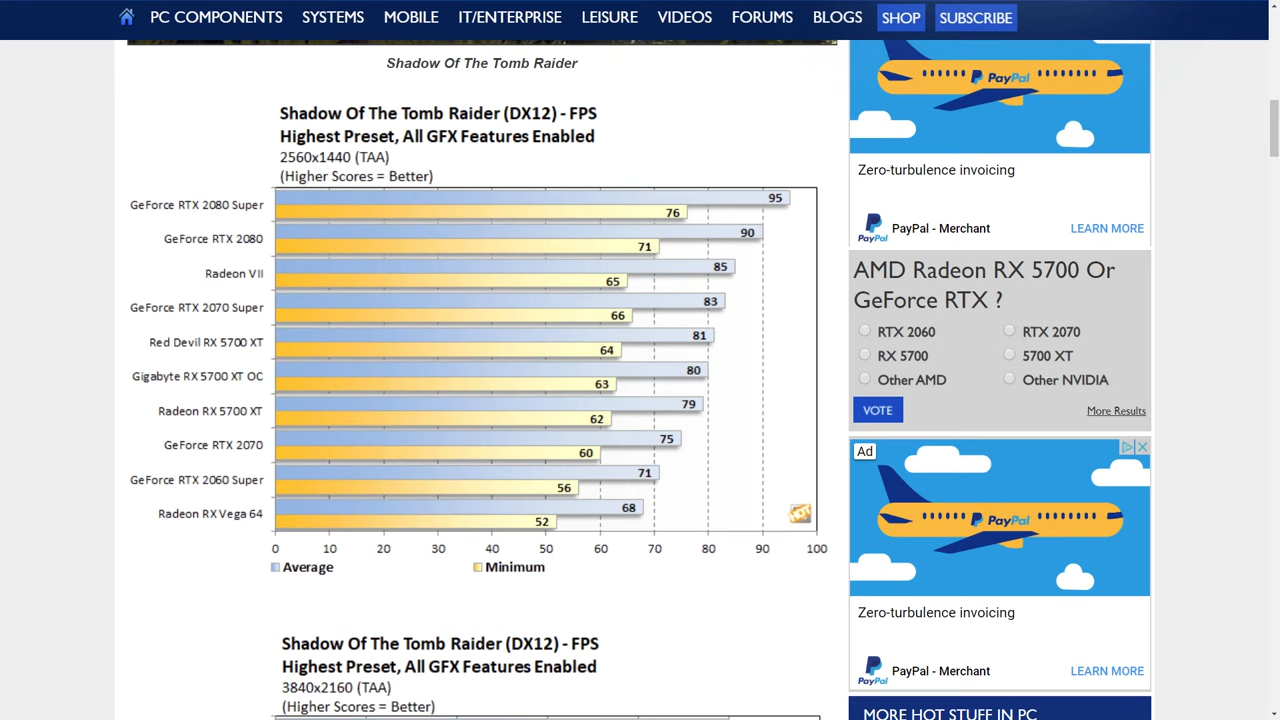 PC COMPONENTS SYSTEMS MOBILE IT/ENTERPRISE LEISURE VIDEOS FORUMS BLOGS SHOP SUBSCRIBE
Shadow Of The Tomb Raider
Shadow Of The Tomb Raider (DX12) - FPS
Highest Preset, All GFX Features Enabled
2560x1440 (TAA)
(Higher Scores = Better)
GeForce RTX 2080 Super 95 76
GeForce RTX 2080 90 71
Radeon VII 85 65
GeForce RTX 2070 Super 83 66
Red Devil RX 5700 XT 81 64
Gigabyte RX 5700 XT OC 80 63
Radeon RX 5700 XT 79 62
GeForce RTX 2070 75 60
GeForce RTX 2060 Super 71 56
Radeon RX Vega 64 68 52
0 10 20 30 40 50 60 70 80 90 100
Average Minimum
Shadow Of The Tomb Raider (DX12) - FPS
Highest Preset, All GFX Features Enabled
3840x2160 (TAA)
(Higher Scores = Better)
PayPal
Zero-turbulence invoicing
PayPal
PayPal - Merchant LEARN MORE
AMD Radeon RX 5700 Or
GeForce RTX ?
RTX 2060 RTX 2070
RX 5700 5700 XT
Other AMD Other NVIDIA
VOTE More Results
Ad
PayPal
Zero-turbulence invoicing
PayPal
PayPal - Merchant LEARN MORE
MORE HOT STUFF IN PC